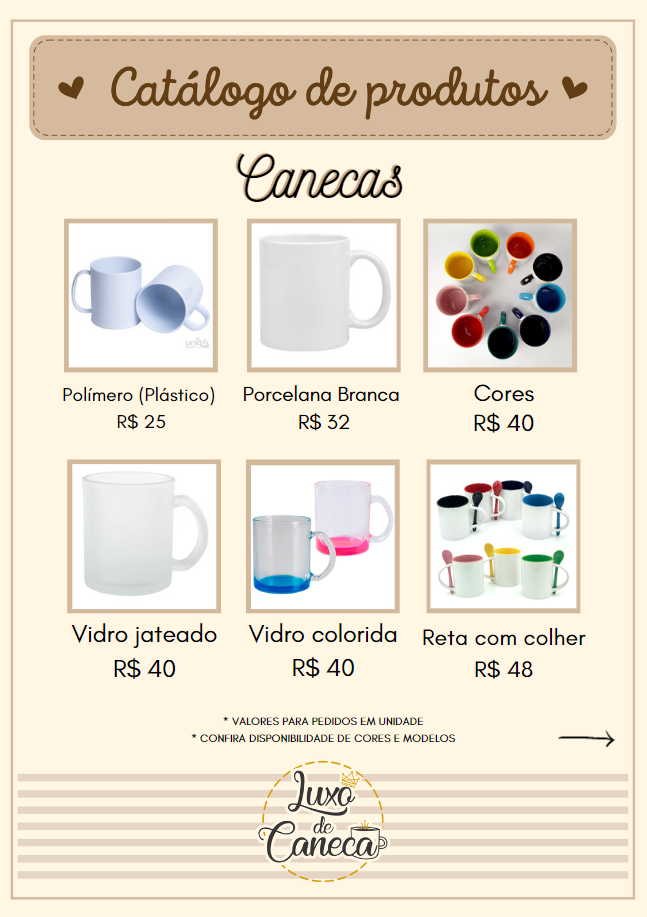 Catálogo de produtos
Canecas
Polímero (Plástico)
R$ 25
Porcelana Branca
R$ 32
Cores
R$ 40
Vidro jateado
R$ 40
Vidro colorida
R$ 40
Reta com colher
R$ 48
* VALORES PARA PEDIDOS EM UNIDADE
* CONFIRA DISPONIBILIDADE DE CORES E MODELOS
Luxo
de
Caneca